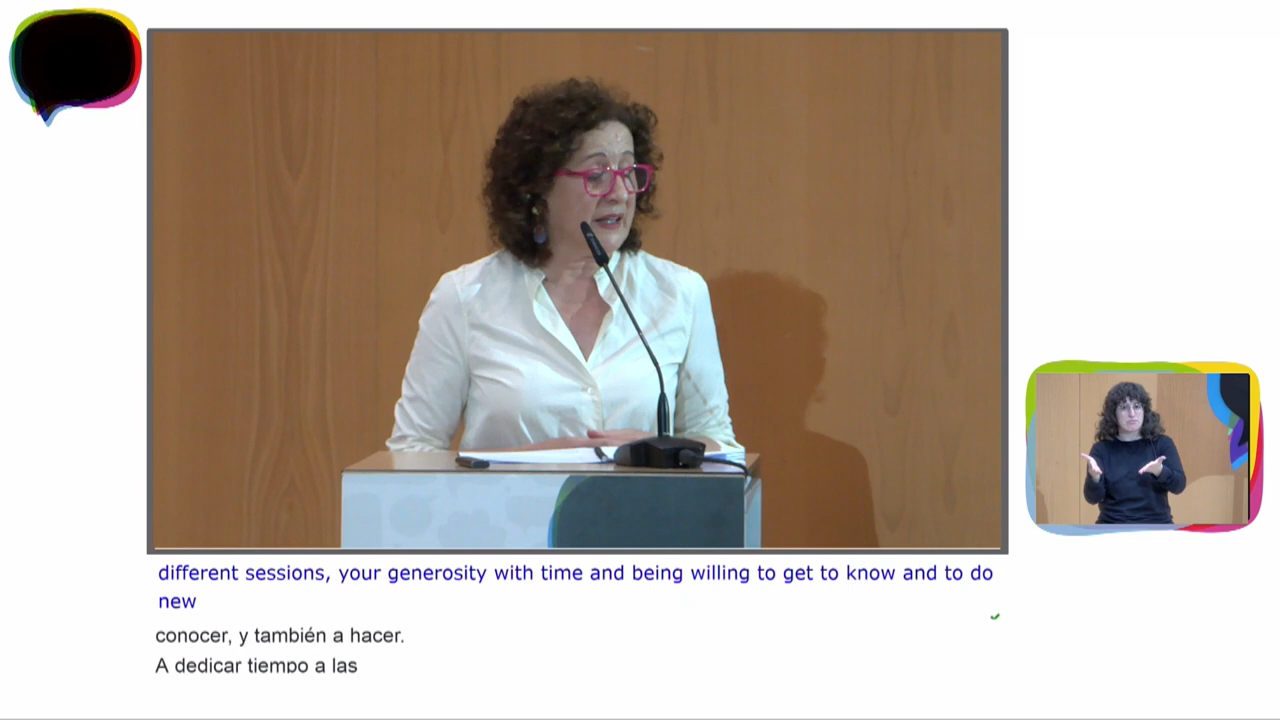 different sessions, your generosity with time and being willing to get to know and to do
new
conocer, y también a hacer.
A dedicar tiempo a las